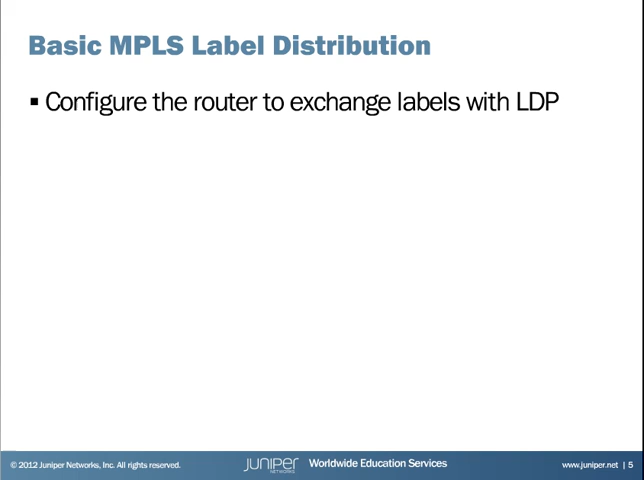 Basic MPLS Label Distribution
▪ Configure the router to exchange labels with LDP
© 2012 Juniper Networks, Inc. All rights reserved.
JUNIPER
NETWORKS
Worldwide Education Services
www.juniper.net | 5